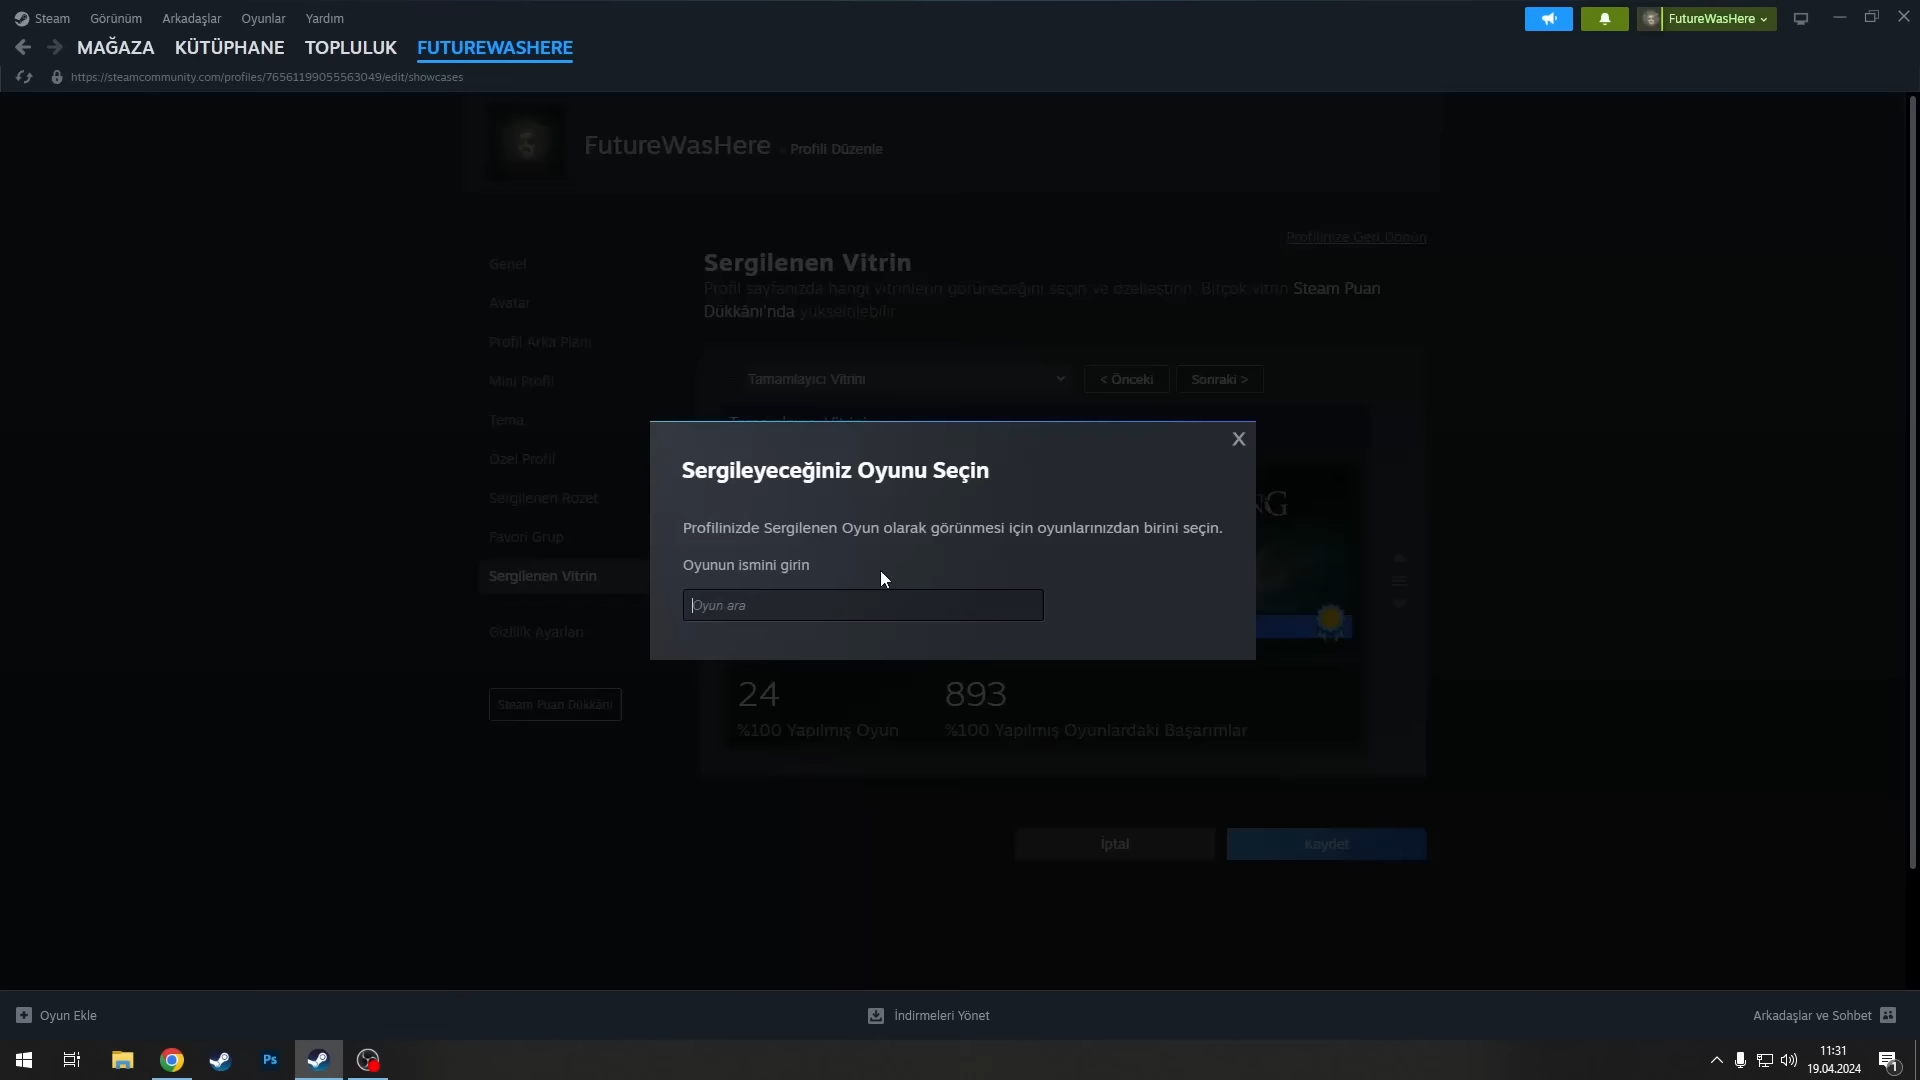 Steam Görünüm Arkadaşlar Oyunlar Yardım
FutureWasHere
MAĞAZA KÜTÜPHANE TOPLULUK FUTUREWASHERE
https://steamcommunity.com/profiles/76561199055563049/edit/showcases
FutureWasHere Profili Düzenle
Profilinize Geri Dönün
Genel
Sergilenen Vitrin
Profil sayfanızda hangi vitrinlerin görüneceğini seçin ve özelleştirin. Birçok vitrin Steam Puan
Dükkânı'nda yükseltilebilir
Avatar
Profil Arka Planı
Mini Profil
Tamamlayıcı Vitrini < Önceki Sonraki >
Tema
Tamamlayıcı Vitrini
X
Özel Profil
Sergileyeceğiniz Oyunu Seçin
Sergilenen Rozet
NG
Favori Grup
Profilinizde Sergilenen Oyun olarak görünmesi için oyunlarınızdan birini seçin.
Sergilenen Vitrin
Oyunun ismini girin
Oyun ara
Gizlilik Ayarları
Steam Puan Dükkânı
24 893
%100 Yapılmış Oyun %100 Yapılmış Oyunlardaki Başarımlar
İptal Kaydet
Oyun Ekle İndirmeleri Yönet Arkadaşlar ve Sohbet
Ps
11:31
19.04.2024
1